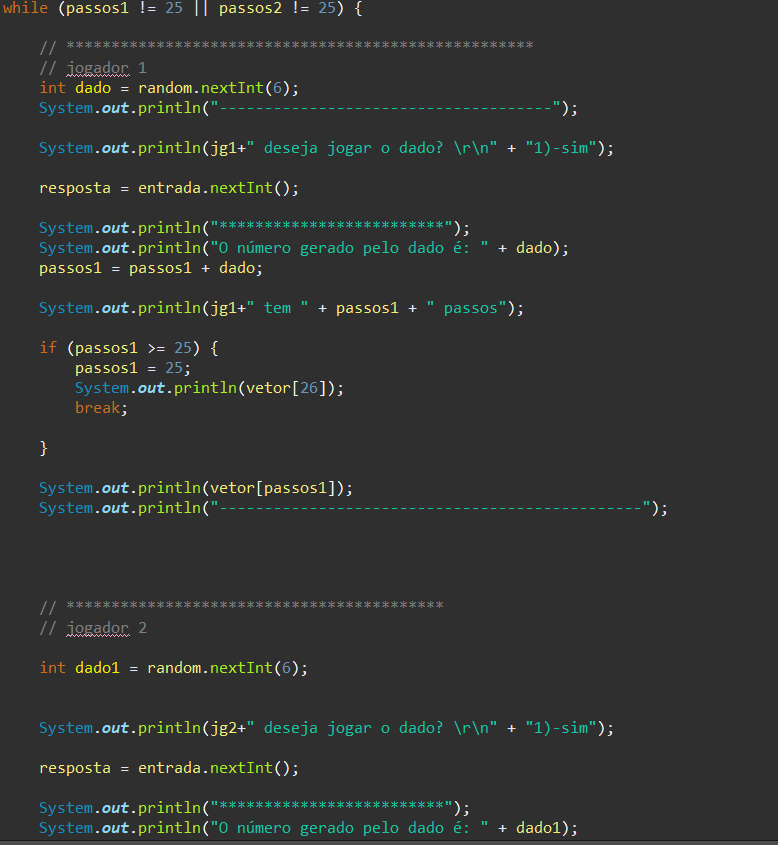 while (passos1 != 25 || passos2 != 25) {
// ****************************************************
// jogador 1
int dado = random.nextInt(6);
System.out.println("-------------------------------------");
System.out.println(jg1+" deseja jogar o dado? \r\n" + "1)-sim");
resposta = entrada.nextInt();
System.out.println("*************************");
System.out.println("O número gerado pelo dado é: " + dado);
passos1 = passos1 + dado;
System.out.println(jg1+" tem " + passos1 + " passos");
if (passos1 >= 25) {
passos1 = 25;
System.out.println(vetor[26]);
break;
}
System.out.println(vetor[passos1]);
System.out.println("-----------------------------------------------");
// ******************************************
// jogador 2
int dado1 = random.nextInt(6);
System.out.println(jg2+" deseja jogar o dado? \r\n" + "1)-sim");
resposta = entrada.nextInt();
System.out.println("*************************");
System.out.println("O número gerado pelo dado é: " + dado1);